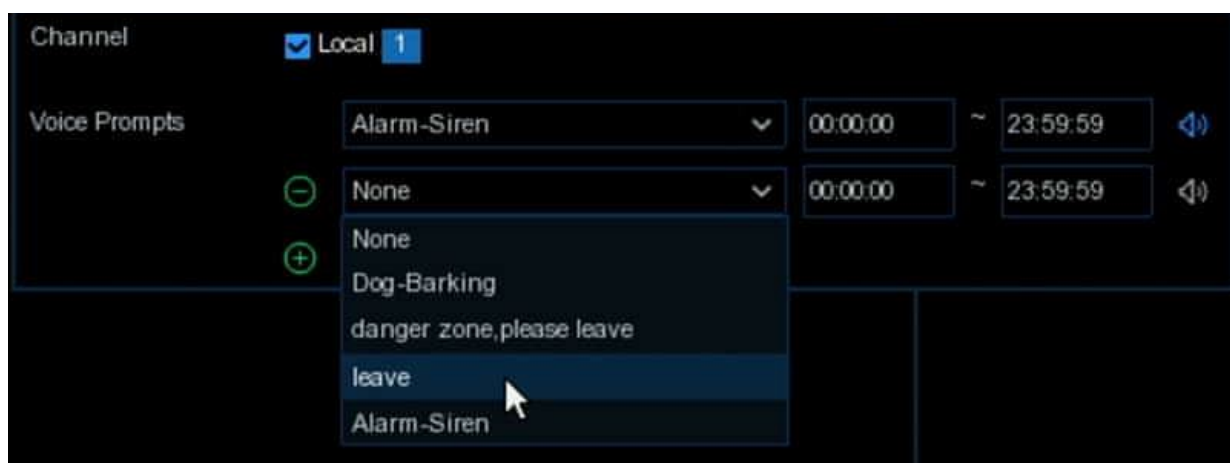 Channel Local 1
Voice Prompts Alarm-Siren 00:00:00 ~ 23:59:59
None 00:00:00 ~ 23:59:59
None
Dog-Barking
danger zone,please leave
leave
Alarm-Siren